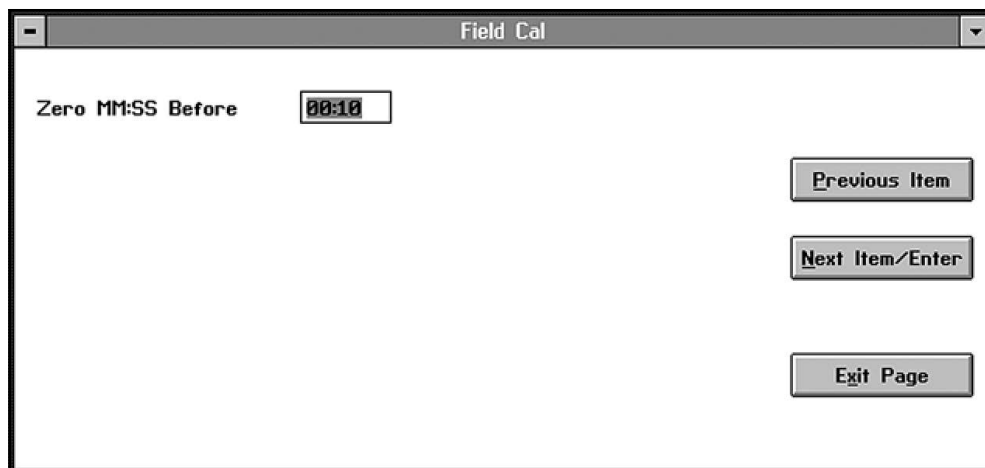 Field Cal
Zero MM:SS Before 00:10
Previous Item
Next Item/Enter
Exit Page